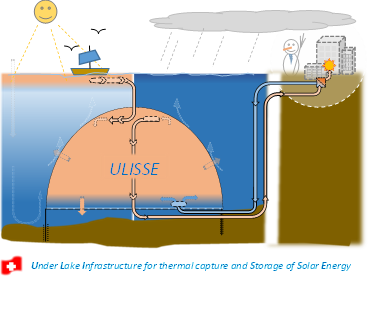 ULISSE
Under Lake Infrastructure for thermal capture and Storage of Solar Energy